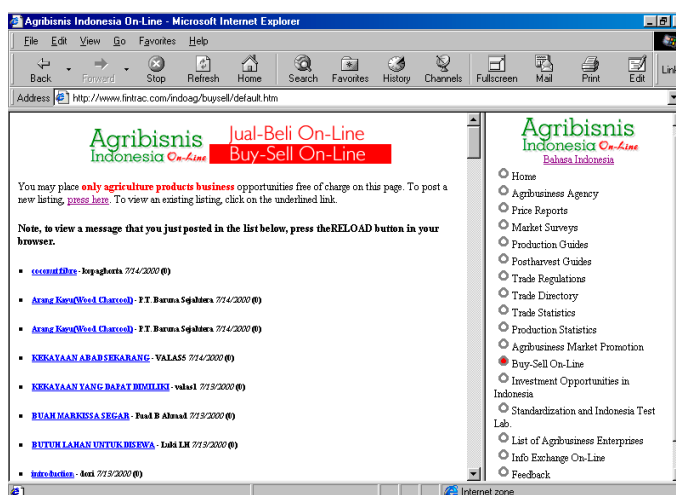 Agribisnis Indonesia On-Line - Microsoft Internet Explorer
File Edit View Go Favorites Help
Back Forward Stop Refresh Home Search Favorites History Channels Fullscreen Mail Print Edit
Address http://www.fintrac.com/indoag/buysell/default.htm
Agribisnis
Indonesia On-Line
Jual-Beli On-Line
Buy-Sell On-Line
You may place only agriculture products business opportunities free of charge on this page. To post
a new listing, press here. To view an existing listing, click on the underlined link.
Note, to view a message that you just posted in the list below, press theRELOAD button in your
browser.
coconut fibre - kopaghorta 7/14/2000 (0)
Arang Kayu(Wood Charcool) - P.T. Baruna Sejahtera 7/14/2000 (0)
Arang Kayu(Wood Charcool) - P.T. Baruna Sejahtera 7/14/2000 (0)
KEKAYAAN ABAD SEKARANG - VALAS5 7/14/2000 (0)
KEKAYAAN YANG DAPAT DIMILIKI - valas1 7/13/2000 (0)
BUAH MARKISSA SEGAR - Fuad B Ahmad 7/13/2000 (0)
BUTUH LAHAN UNTUK DISEWA - Luki LH 7/13/2000 (0)
introduction - dori 7/13/2000 (0)
Agribisnis
Indonesia On-Line
Bahasa Indonesia
Home
Agribusiness Agency
Price Reports
Market Surveys
Production Guides
Postharvest Guides
Trade Regulations
Trade Directory
Trade Statistics
Production Statistics
Agribusiness Market Promotion
Buy-Sell On-Line
Investment Opportunities in
Indonesia
Standardization and Indonesia Test
Lab.
List of Agribusiness Enterprises
Info Exchange On-Line
Feedback
Internet zone